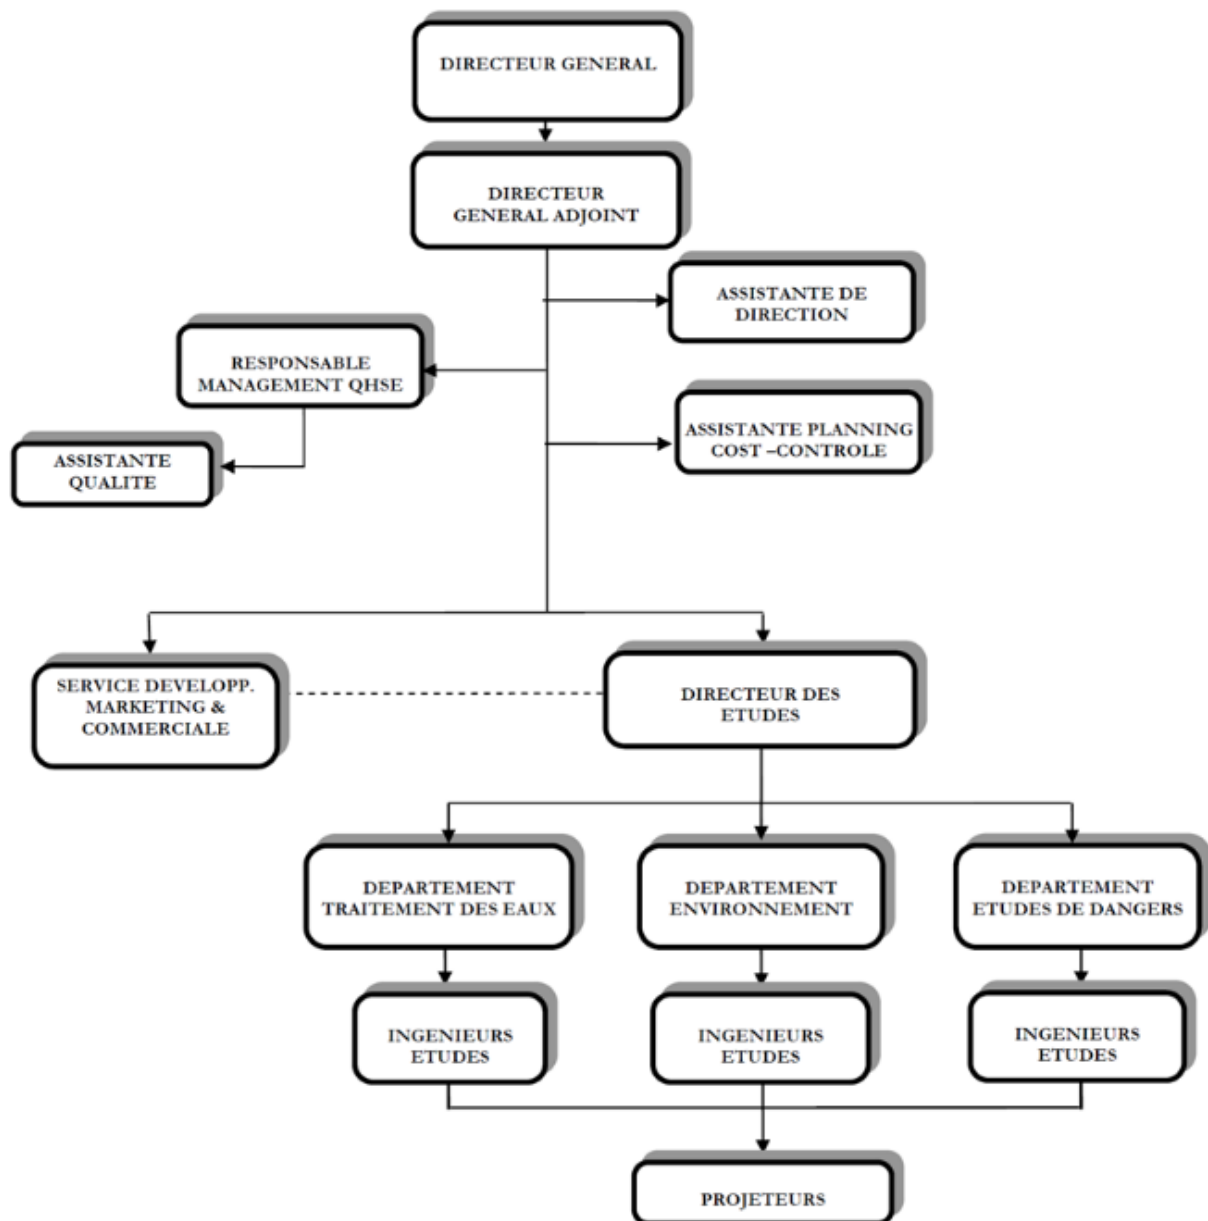 DIRECTEUR GENERAL
DIRECTEUR
GENERAL ADJOINT
ASSISTANTE DE
DIRECTION
RESPONSABLE
MANAGEMENT QHSE
ASSISTANTE PLANNING
COST –CONTROLE
ASSISTANTE
QUALITE
SERVICE DEVELOPP.
MARKETING &
COMMERCIALE
DIRECTEUR DES
ETUDES
DEPARTEMENT
TRAITEMENT DES EAUX
DEPARTEMENT
ENVIRONNEMENT
DEPARTEMENT
ETUDES DE DANGERS
INGENIEURS
ETUDES
INGENIEURS
ETUDES
INGENIEURS
ETUDES
PROJETEURS